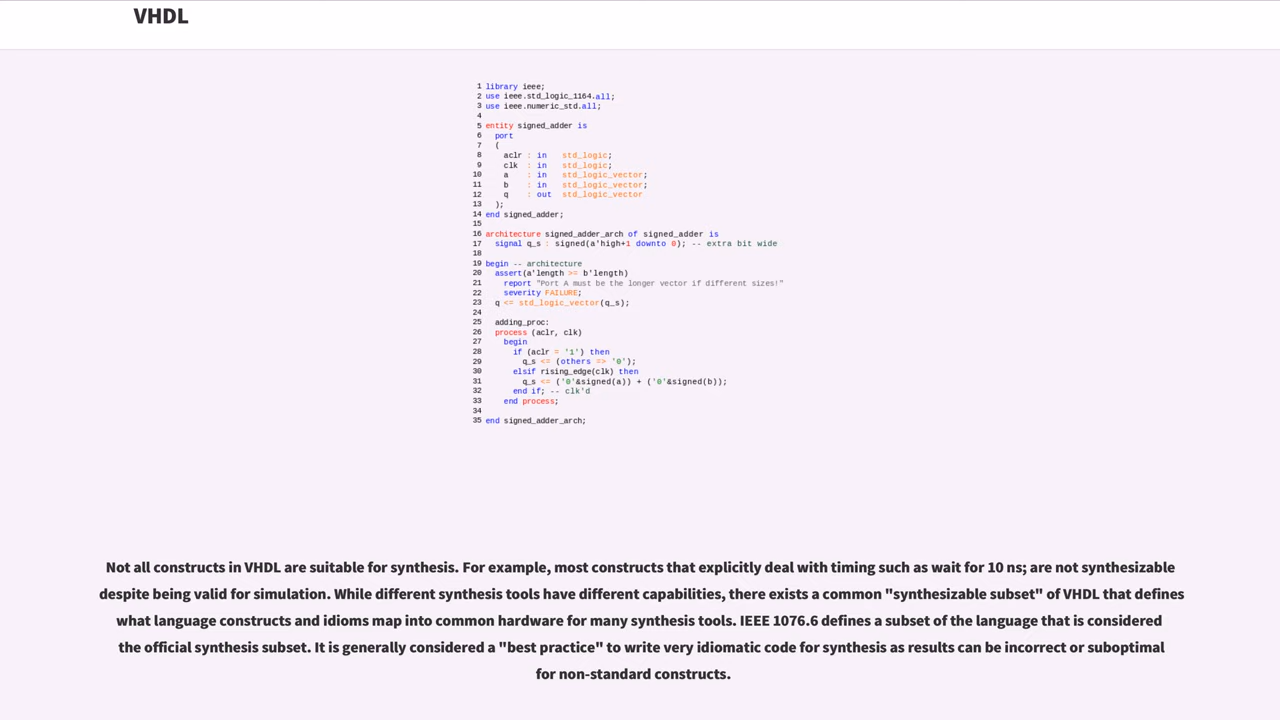 VHDL
1 library ieee;
2 use ieee.std_logic_1164.all;
3 use ieee.numeric_std.all;
4
5 entity signed_adder is
6   port
7   (
8     aclr : in   std_logic;
9     clk  : in   std_logic;
10     a    : in   std_logic_vector;
11     b    : in   std_logic_vector;
12     q    : out  std_logic_vector
13   );
14 end signed_adder;
15
16 architecture signed_adder_arch of signed_adder is
17   signal q_s : signed(a'high+1 downto 0); -- extra bit wide
18
19 begin -- architecture
20   assert(a'length >= b'length)
21     report "Port A must be the longer vector if different sizes!"
22     severity FAILURE;
23   q <= std_logic_vector(q_s);
24
25   adding_proc:
26   process (aclr, clk)
27     begin
28       if (aclr = '1') then
29         q_s <= (others => '0');
30       elsif rising_edge(clk) then
31         q_s <= ('0'&signed(a)) + ('0'&signed(b));
32       end if; -- clk'd
33     end process;
34
35 end signed_adder_arch;
Not all constructs in VHDL are suitable for synthesis. For example, most constructs that explicitly deal with timing such as wait for 10 ns; are not synthesizable
despite being valid for simulation. While different synthesis tools have different capabilities, there exists a common "synthesizable subset" of VHDL that defines
what language constructs and idioms map into common hardware for many synthesis tools. IEEE 1076.6 defines a subset of the language that is considered
the official synthesis subset. It is generally considered a "best practice" to write very idiomatic code for synthesis as results can be incorrect or suboptimal
for non-standard constructs.